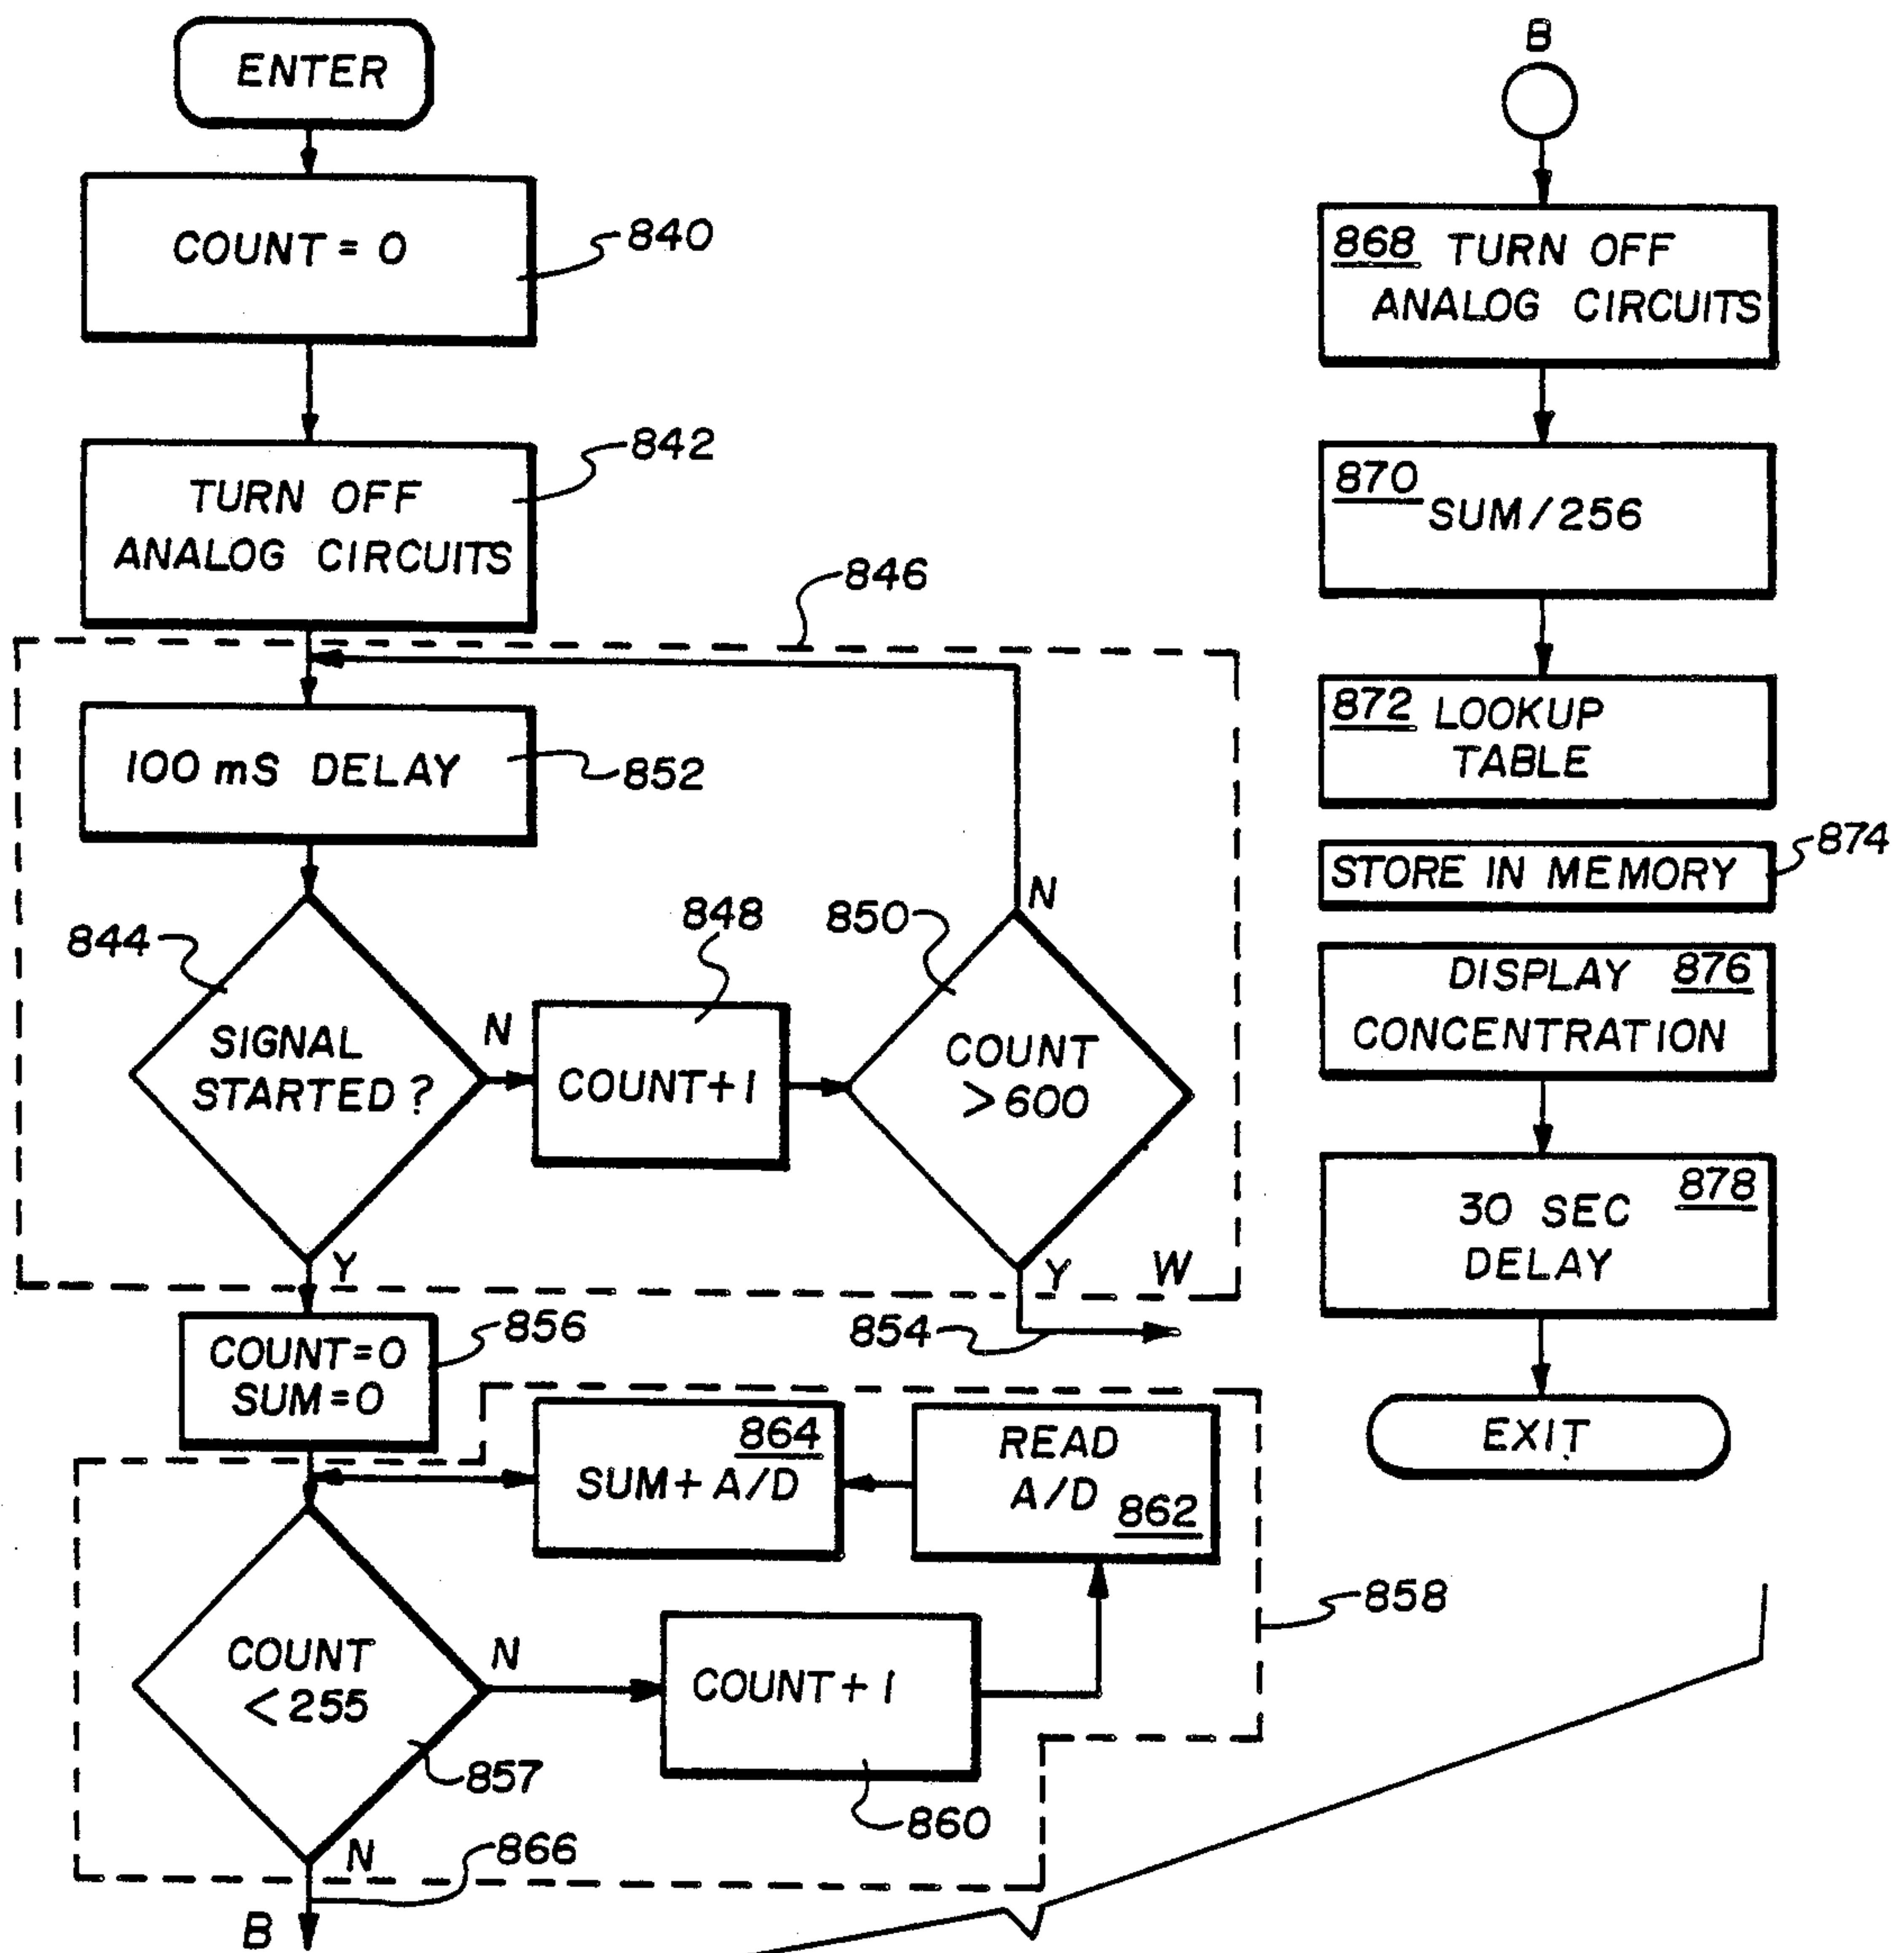 ENTER
COUNT = 0
840
TURN OFF
ANALOG CIRCUITS
842
846
100 mS DELAY
852
844
SIGNAL
STARTED ?
N
848
COUNT+1
850
N
COUNT
>600
Y
Y
W
854
COUNT=0
SUM=0
856
864
SUM+ A/D
READ
A/D
862
858
COUNT
<255
857
N
COUNT+1
860
N
866
B
B
868 TURN OFF
ANALOG CIRCUITS
870
SUM/256
872 LOOKUP
TABLE
STORE IN MEMORY
874
DISPLAY 876
CONCENTRATION
878
30 SEC
DELAY
EXIT